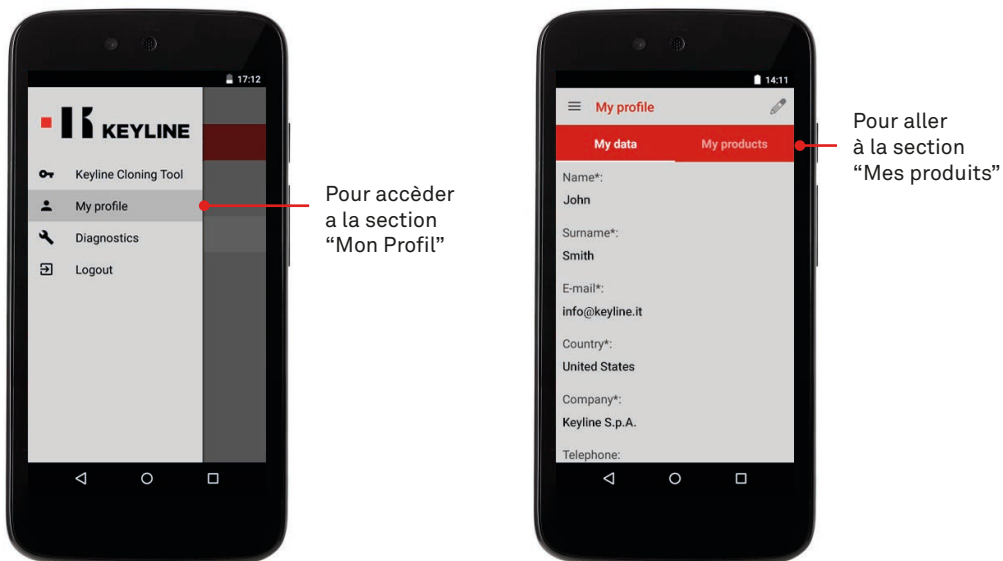 17:12
KEYLINE
Keyline Cloning Tool
My profile
Diagnostics
Logout
Pour accèder
a la section
“Mon Profil”
14:11
My profile
My data
My products
Name*:
John
Surname*:
Smith
E-mail*:
info@keyline.it
Country*:
United States
Company*:
Keyline S.p.A.
Telephone:
Pour aller
à la section
“Mes produits”